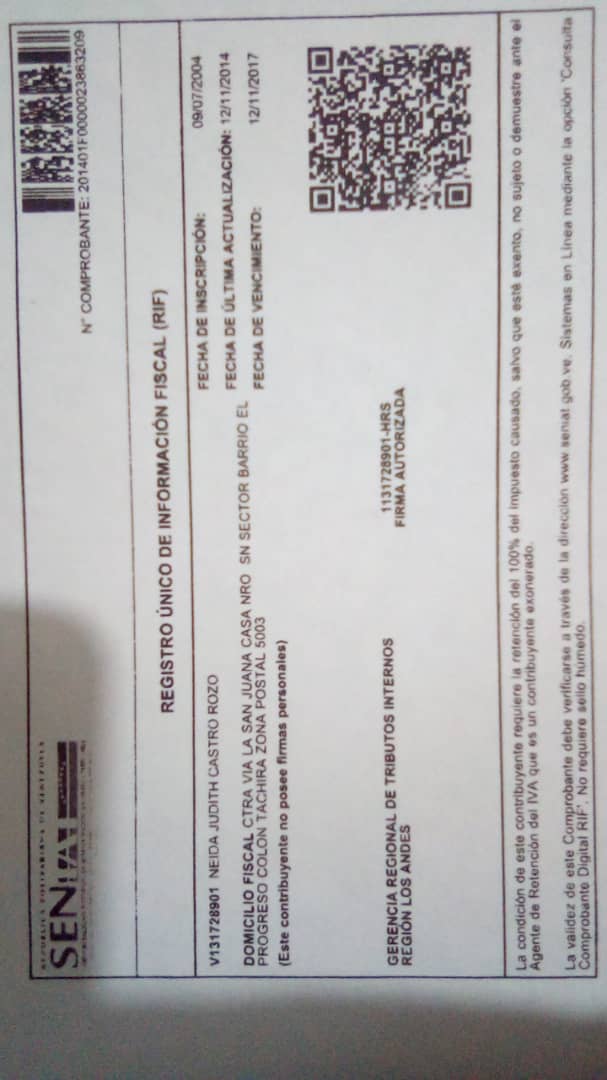 REPUBLICA BOLIVARIANA DE VENEZUELA
SENIAT
N° COMPROBANTE: 201401F0000023863209
REGISTRO ÚNICO DE INFORMACIÓN FISCAL (RIF)
V131728901 NEIDA JUDITH CASTRO ROZO
FECHA DE INSCRIPCIÓN: 09/07/2004
FECHA DE ÚLTIMA ACTUALIZACIÓN: 12/11/2014
FECHA DE VENCIMIENTO: 12/11/2017
DOMICILIO FISCAL CTRA VIA LA SAN JUANA CASA NRO SN SECTOR BARRIO EL
PROGRESO COLON TACHIRA ZONA POSTAL 5003
(Este contribuyente no posee firmas personales)
GERENCIA REGIONAL DE TRIBUTOS INTERNOS
REGIÓN LOS ANDES
1131728901-HRS
FIRMA AUTORIZADA
La condición de este contribuyente requiere la retención del 100% del impuesto causado, salvo que esté exento, no sujeto o demuestre ante el
Agente de Retención del IVA que es un contribuyente exonerado.
La validez de este Comprobante debe verificarse a través de la dirección www.seniat.gob.ve, Sistemas en Línea mediante la opción 'Consulta
Comprobante Digital RIF'. No requiere sello húmedo.